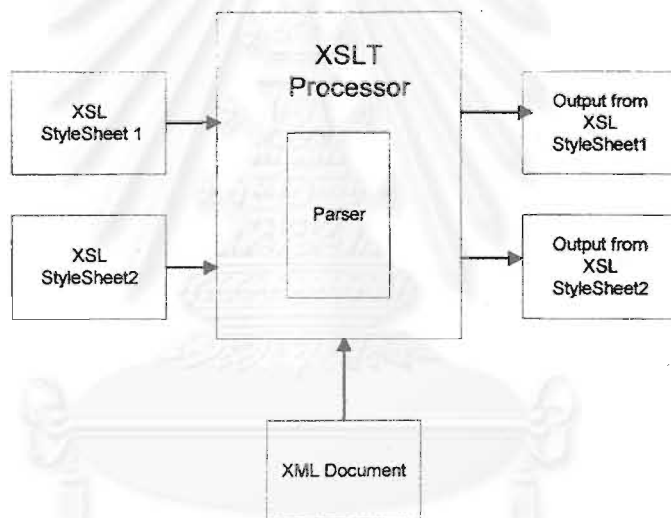 XSLT
Processor
XSL
StyleSheet 1
Output from
XSL
StyleSheet1
Parser
XSL
StyleSheet2
Output from
XSL
StyleSheet2
XML Document